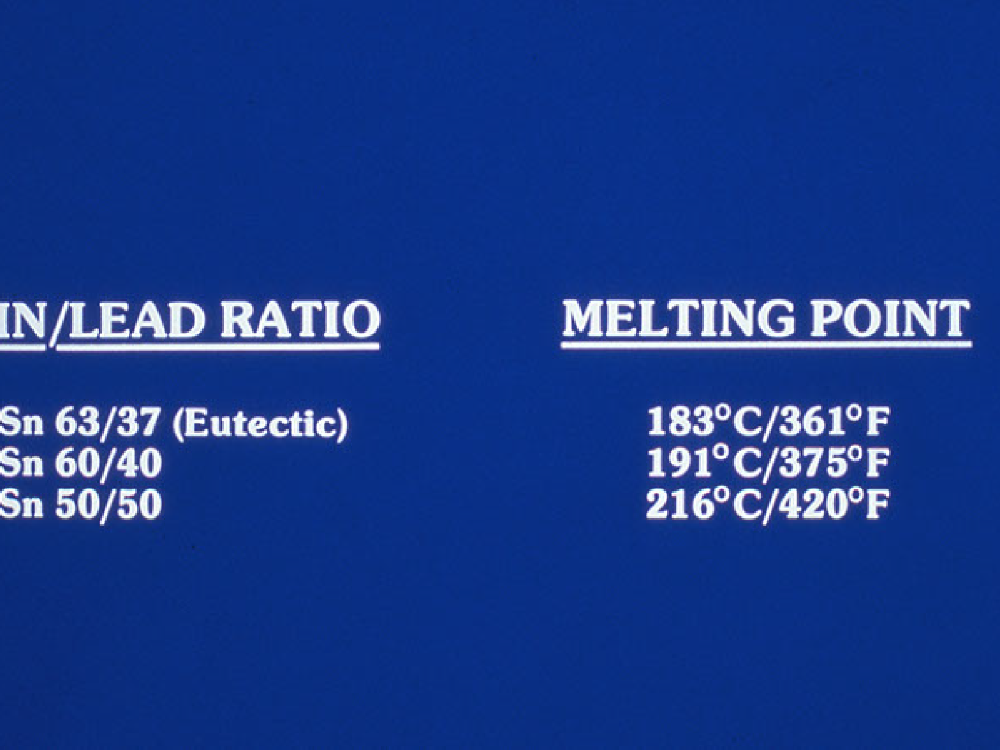 IN/LEAD RATIO MELTING POINT
Sn 63/37 (Eutectic) 183°C/361°F
Sn 60/40 191°C/375°F
Sn 50/50 216°C/420°F